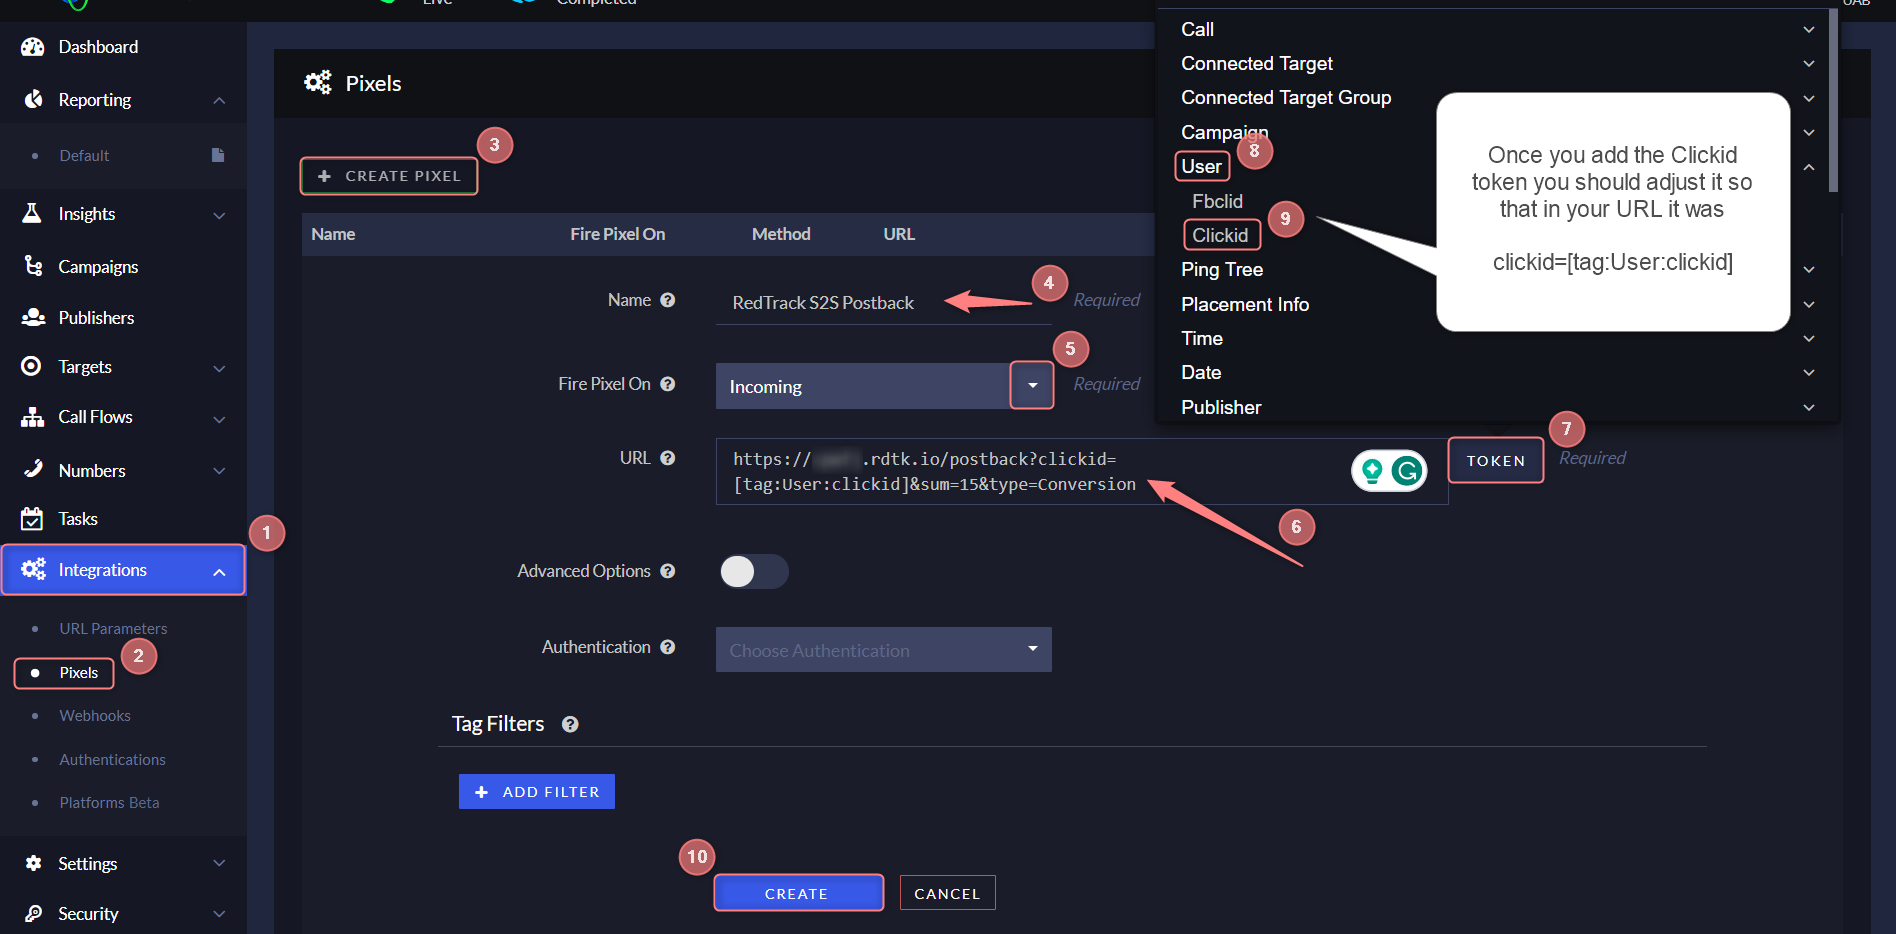 Live
Completed
UAB
Dashboard
Reporting
Default
Insights
Campaigns
Publishers
Targets
Call Flows
Numbers
Tasks
Integrations
1
URL Parameters
Pixels
2
Webhooks
Authentications
Platforms Beta
Settings
Security
Pixels
3
+ CREATE PIXEL
Name Fire Pixel On Method URL
Name ? RedTrack S2S Postback 4 Required
5
Fire Pixel On ? Incoming Required
URL ? https:// .rdtk.io/postback?clickid=
[tag:User:clickid]&sum=15&type=Conversion
6
TOKEN
7
Required
Advanced Options ?
Authentication ? Choose Authentication
Tag Filters ?
+ ADD FILTER
10
CREATE CANCEL
Call
Connected Target
Connected Target Group
Campaign
User
8
Fbclid
Clickid
9
Ping Tree
Placement Info
Time
Date
Publisher
Once you add the Clickid
token you should adjust it so
that in your URL it was
clickid=[tag:User:clickid]